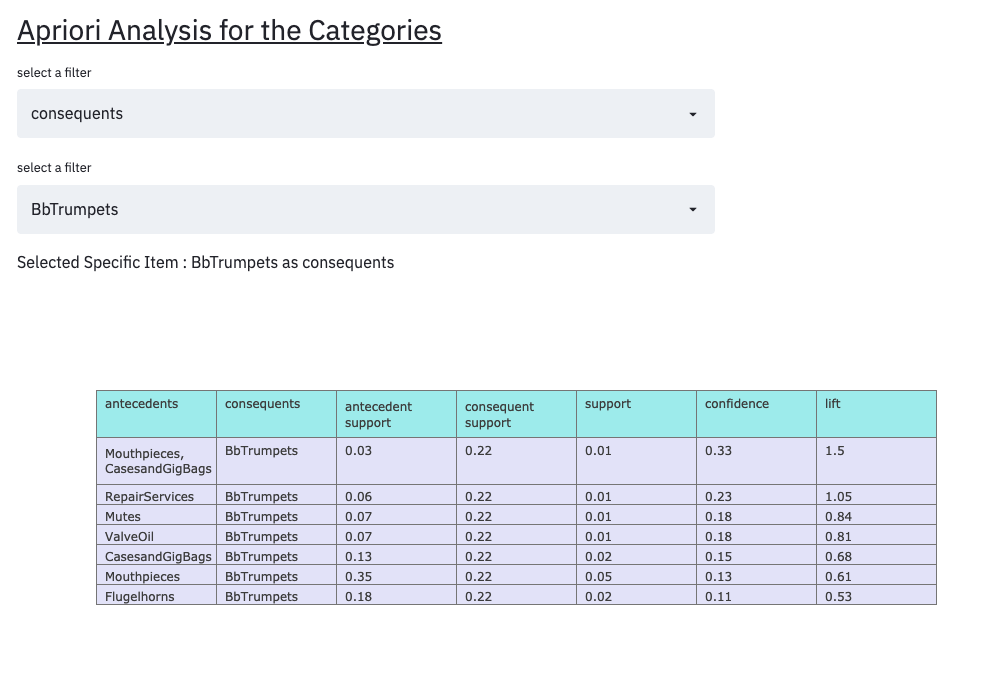 Apriori Analysis for the Categories
select a filter
consequents
select a filter
BbTrumpets
Selected Specific Item : BbTrumpets as consequents
antecedents consequents antecedent support consequent support support confidence lift
Mouthpieces, CasesandGigBags BbTrumpets 0.03 0.22 0.01 0.33 1.5
RepairServices BbTrumpets 0.06 0.22 0.01 0.23 1.05
Mutes BbTrumpets 0.07 0.22 0.01 0.18 0.84
ValveOil BbTrumpets 0.07 0.22 0.01 0.18 0.81
CasesandGigBags BbTrumpets 0.13 0.22 0.02 0.15 0.68
Mouthpieces BbTrumpets 0.35 0.22 0.05 0.13 0.61
Flugelhorns BbTrumpets 0.18 0.22 0.02 0.11 0.53